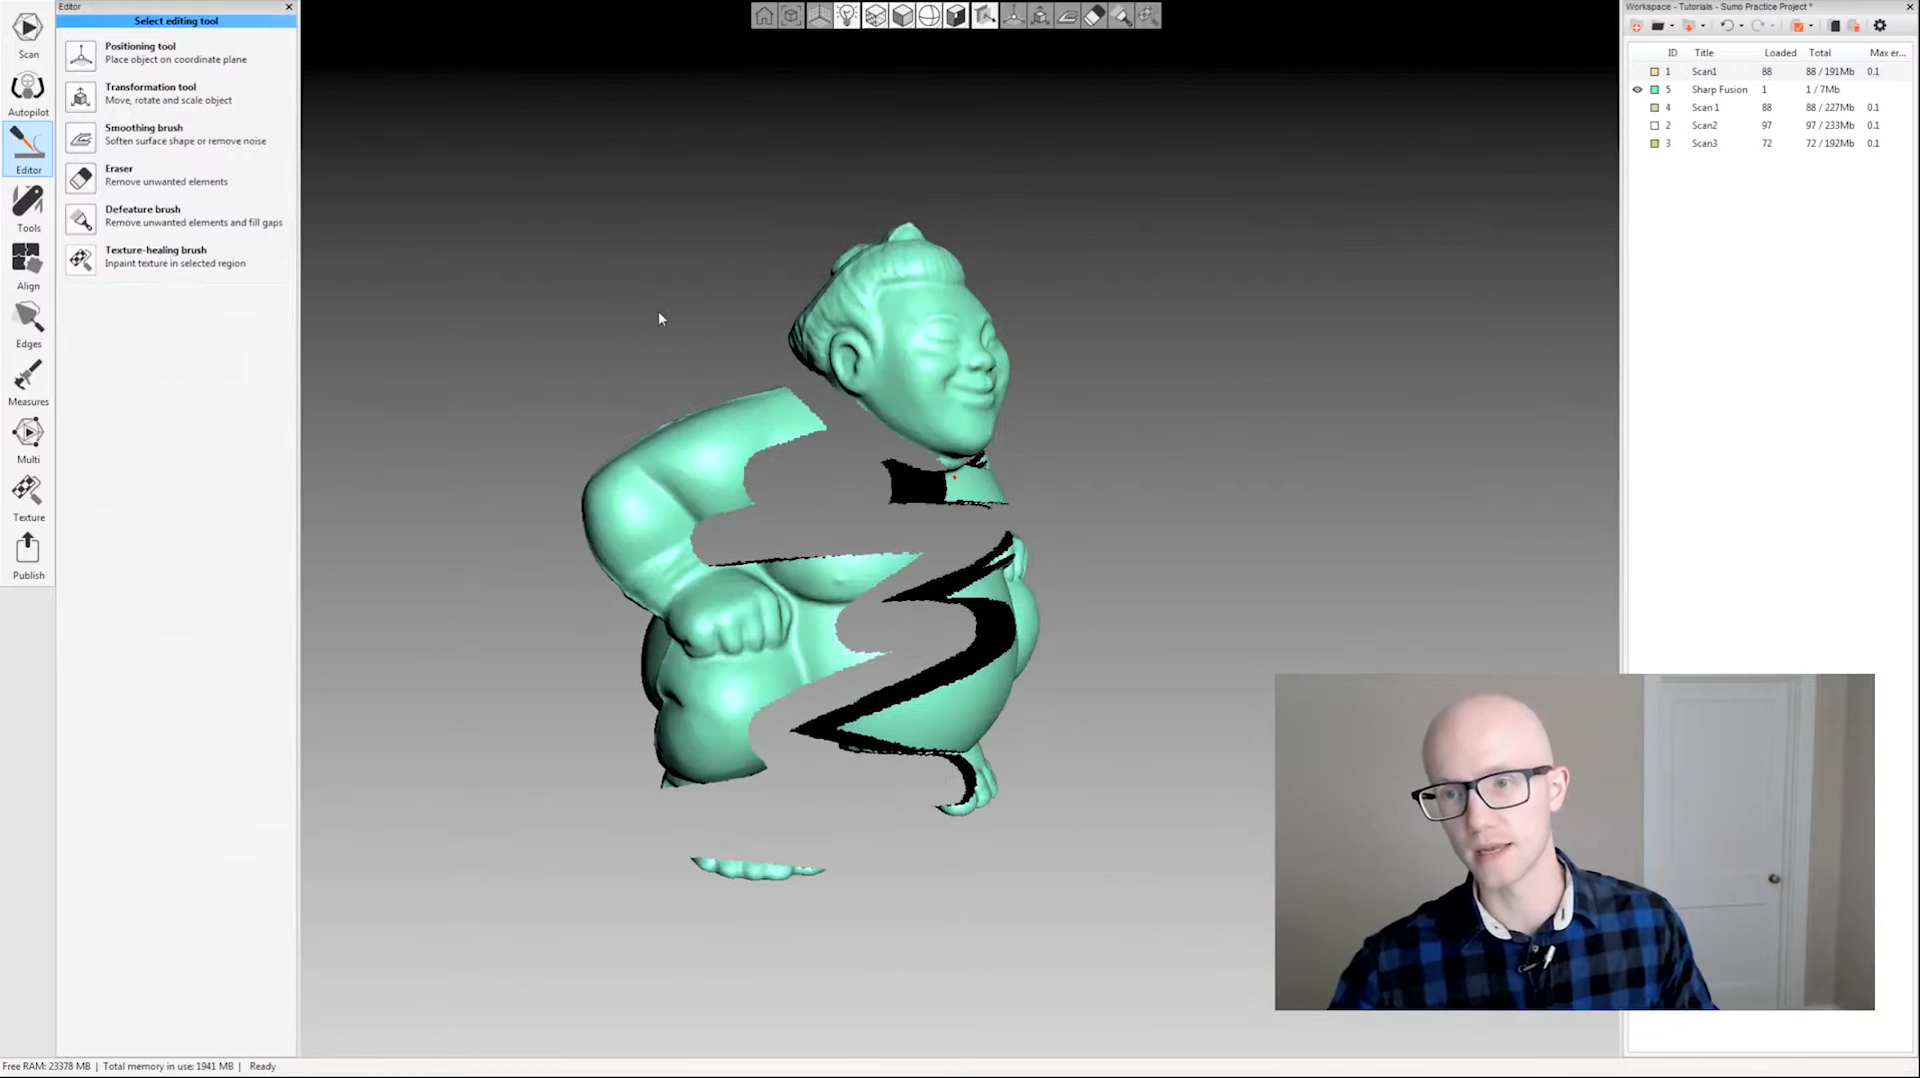 Editor
Select editing tool
Positioning tool
Place object on coordinate plane
Transformation tool
Move, rotate and scale object
Smoothing brush
Soften surface shape or remove noise
Eraser
Remove unwanted elements
Defeature brush
Remove unwanted elements and fill gaps
Texture-healing brush
Inpaint texture in selected region
Scan
Autopilot
Editor
Tools
Align
Edges
Measures
Multi
Texture
Publish
Workspace - Tutorials - Sumo Practice Project *
ID Title Loaded Total Max er...
1 Scan1 88 88 / 191Mb 0.1
5 Sharp Fusion 1 1 / 7Mb
4 Scan 1 88 88 / 227Mb 0.1
2 Scan2 97 97 / 233Mb 0.1
3 Scan3 72 72 / 192Mb 0.1
Free RAM: 23378 MB | Total memory in use: 1941 MB | Ready